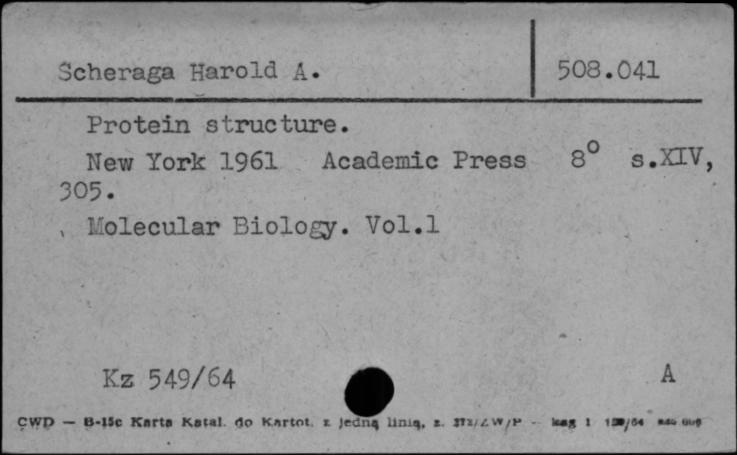 Scheraga Harold A. 508.041
Protein structure.
New York 1961 Academic Press 8° s.XIV,
305.
Molecular Biology. Vol.1
Kz 549/64 A
CWD — B-15c Karta Katal. do Kartot. z jedną linią, z.